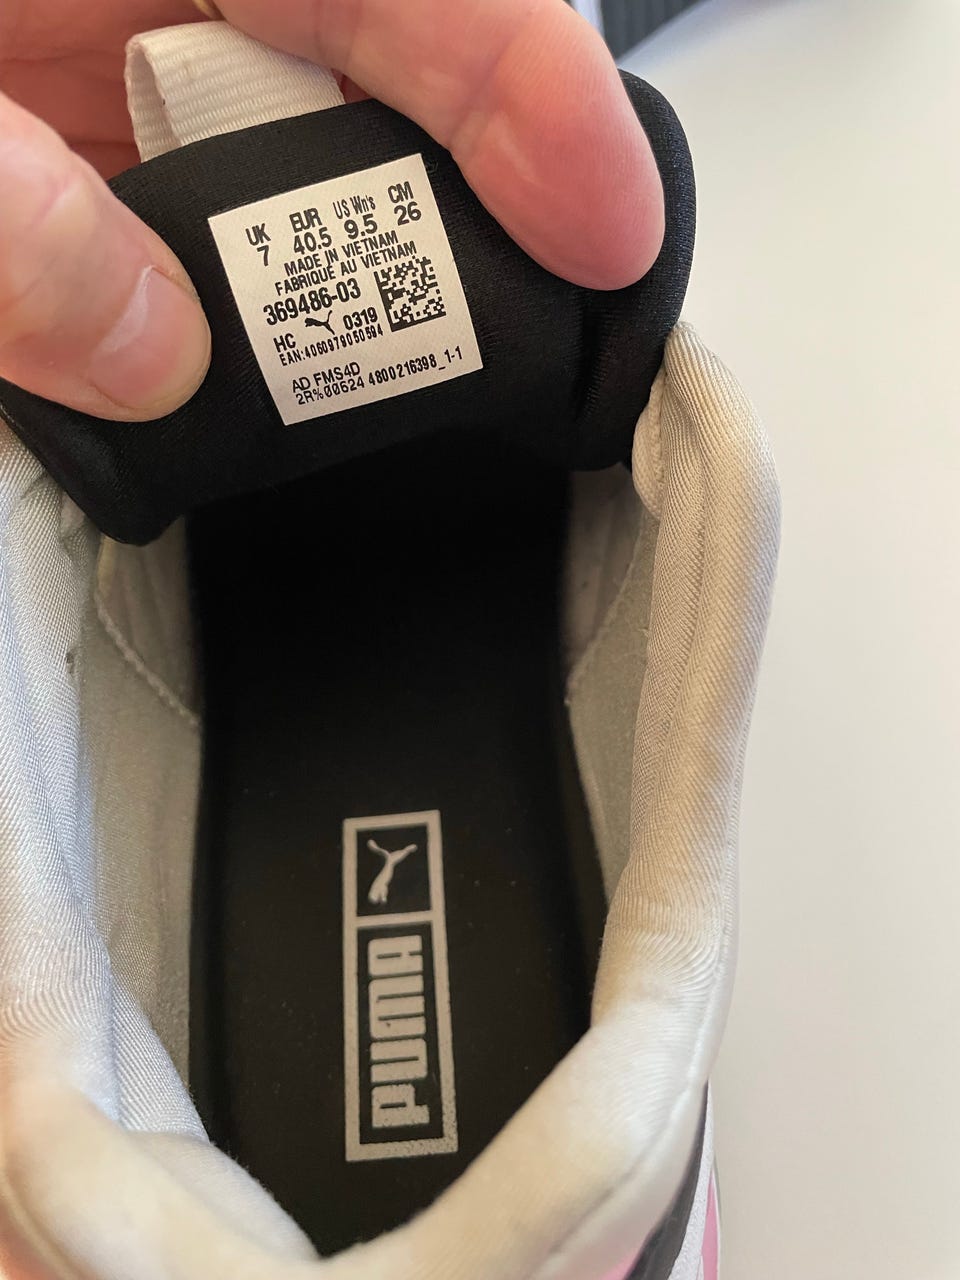 UK EUR US Wn's CM
7 40.5 9.5 26
MADE IN VIETNAM
FABRIQUÉ AU VIETNAM
369486-03
HC 0319
EAN:4060979050594
AD FMS4D
2R%00624 4800216398_1-1
PUMA